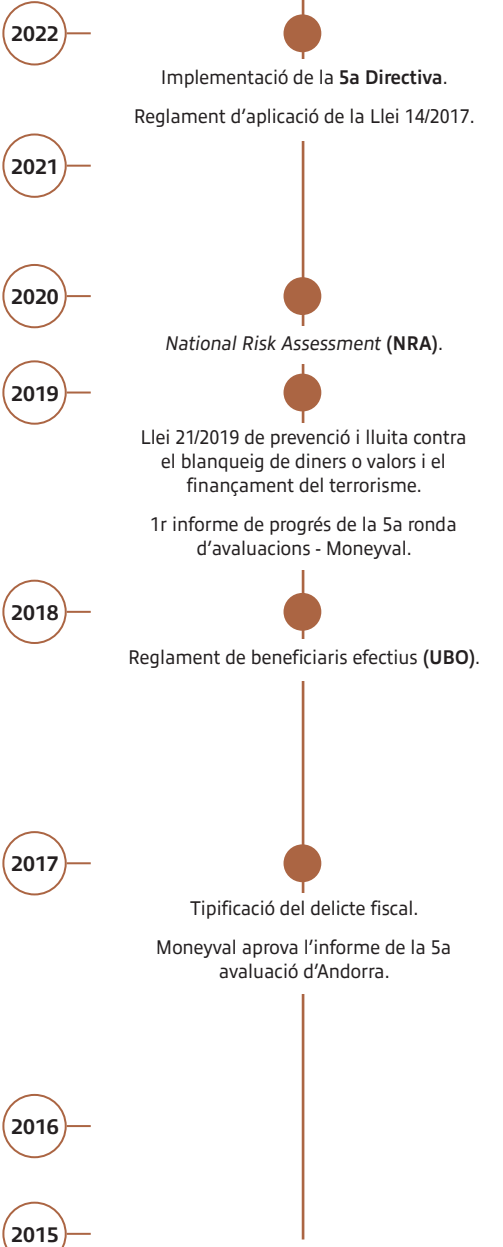 2022
Implementació de la 5a Directiva.
Reglament d'aplicació de la Llei 14/2017.
2021
2020
National Risk Assessment (NRA).
2019
Llei 21/2019 de prevenció i lluita contra
el blanqueig de diners o valors i el
finançament del terrorisme.
1r informe de progrés de la 5a ronda
d'avaluacions - Moneyval.
2018
Reglament de beneficiaris efectius (UBO).
2017
Tipificació del delicte fiscal.
Moneyval aprova l'informe de la 5a
avaluació d'Andorra.
2016
2015